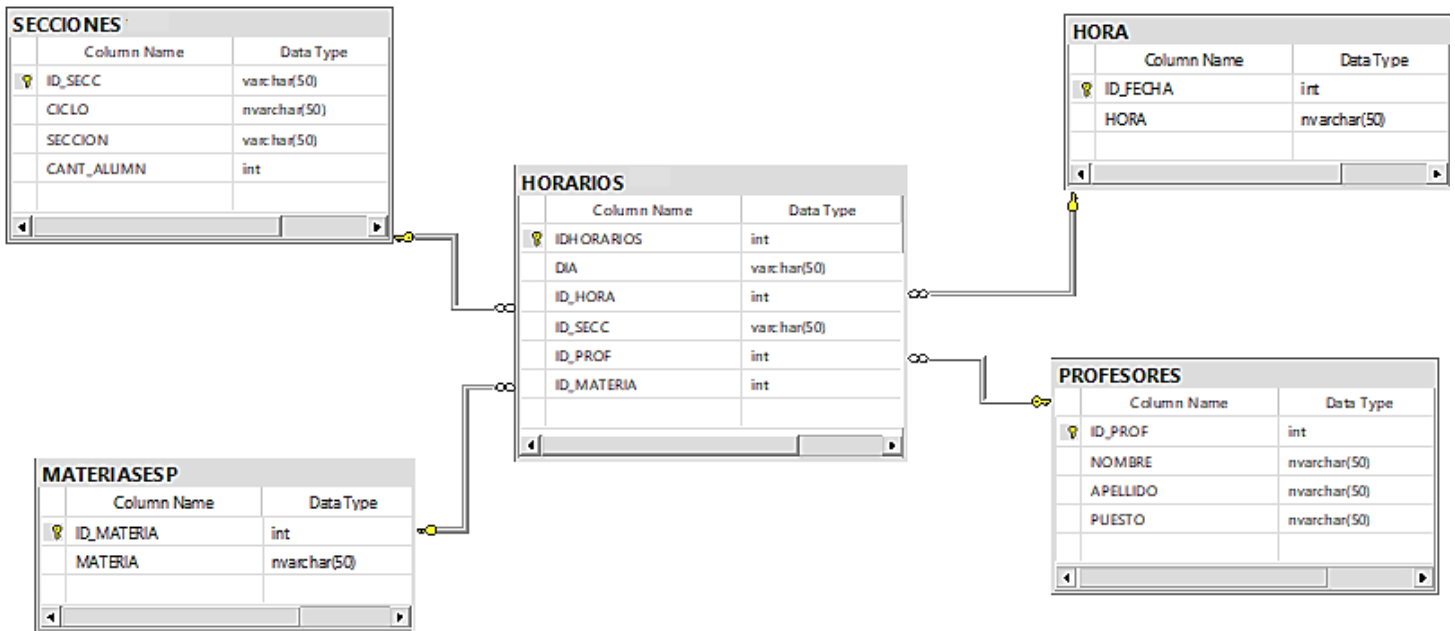 SECCIONES
Column Name Data Type
ID_SECC varchar(50)
CICLO nvarchar(50)
SECCION varchar(50)
CANT_ALUMN int
HORA
Column Name Data Type
ID_FECHA int
HORA nvarchar(50)
HORARIOS
Column Name Data Type
IDHORARIOS int
DIA varchar(50)
ID_HORA int
ID_SECC varchar(50)
ID_PROF int
ID_MATERIA int
PROFESORES
Column Name Data Type
ID_PROF int
NOMBRE nvarchar(50)
APELLIDO nvarchar(50)
PUESTO nvarchar(50)
MATERIASESP
Column Name Data Type
ID_MATERIA int
MATERIA nvarchar(50)